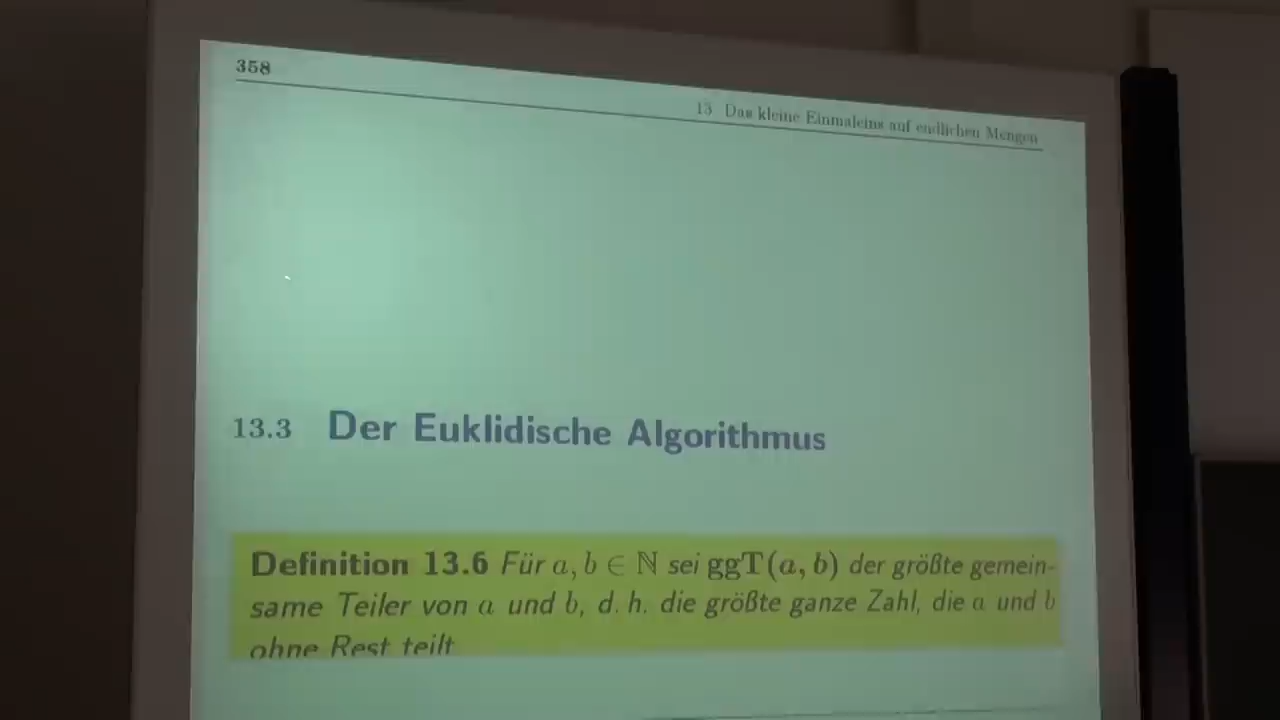 358
13 Das kleine Einmaleins auf endlichen Mengen
13.3 Der Euklidische Algorithmus
Definition 13.6 Für a, b ∈ ℕ sei ggT(a, b) der größte gemein-
same Teiler von a und b, d. h. die größte ganze Zahl, die a und b
ohne Rest teilt